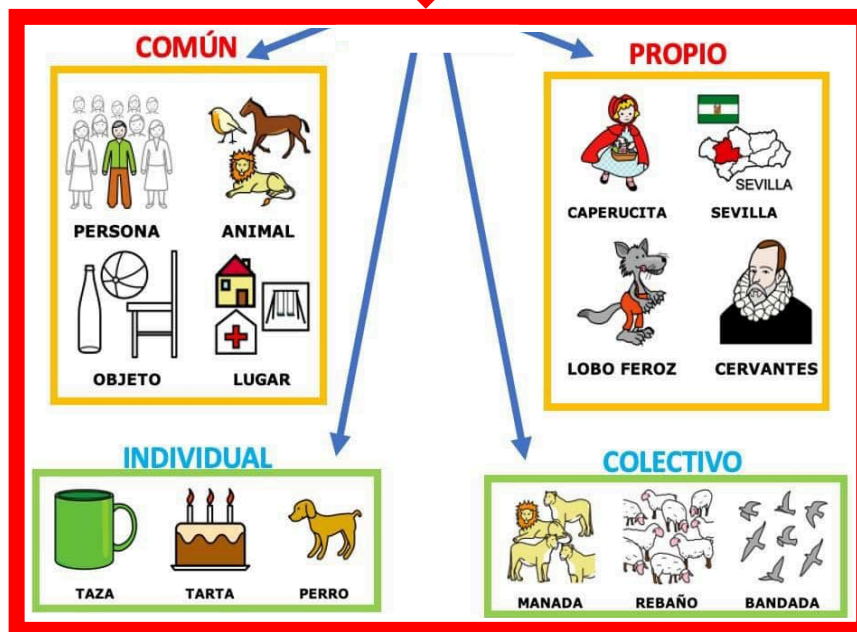 COMÚN
PROPIO
PERSONA
ANIMAL
OBJETO
LUGAR
SEVILLA
CAPERUCITA
SEVILLA
LOBO FEROZ
CERVANTES
INDIVIDUAL
COLECTIVO
TAZA
TARTA
PERRO
MANADA
REBAÑO
BANDADA